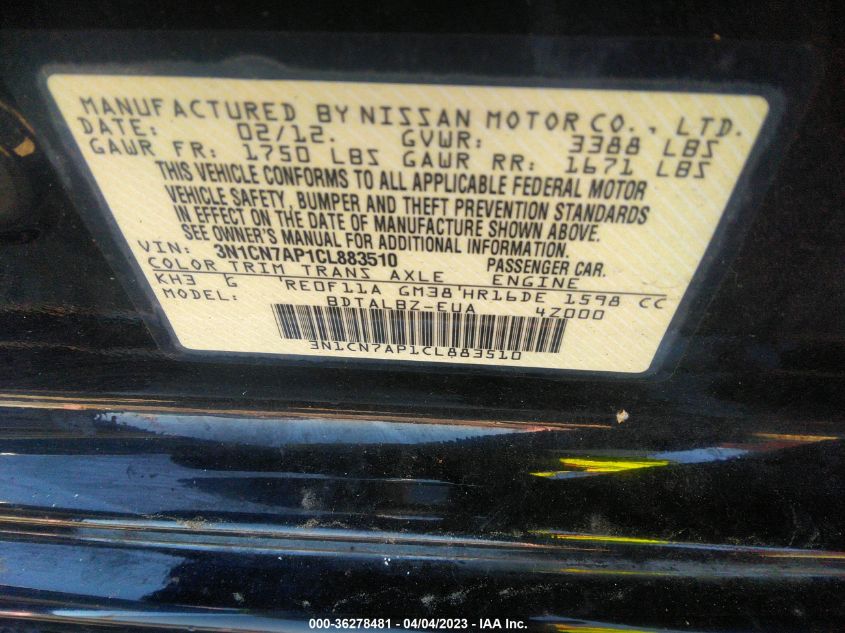 MANUFACTURED BY NISSAN MOTOR CO., LTD.
DATE: 02/12. GVWR: 3388 LBS
GAWR FR: 1750 LBS GAWR RR: 1671 LBS
THIS VEHICLE CONFORMS TO ALL APPLICABLE FEDERAL MOTOR
VEHICLE SAFETY, BUMPER AND THEFT PREVENTION STANDARDS
IN EFFECT ON THE DATE OF MANUFACTURE SHOWN ABOVE.
SEE OWNER'S MANUAL FOR ADDITIONAL INFORMATION.
VIN: 3N1CN7AP1CL883510 PASSENGER CAR.
COLOR TRIM TRANS AXLE ENGINE
KH3 G 'RE0F11A GM38'HR16DE 1598 CC
MODEL: BDTALBZ-EUA 4Z000
3N1CN7AP1CL883510
000-36278481 - 04/04/2023 - IAA Inc.